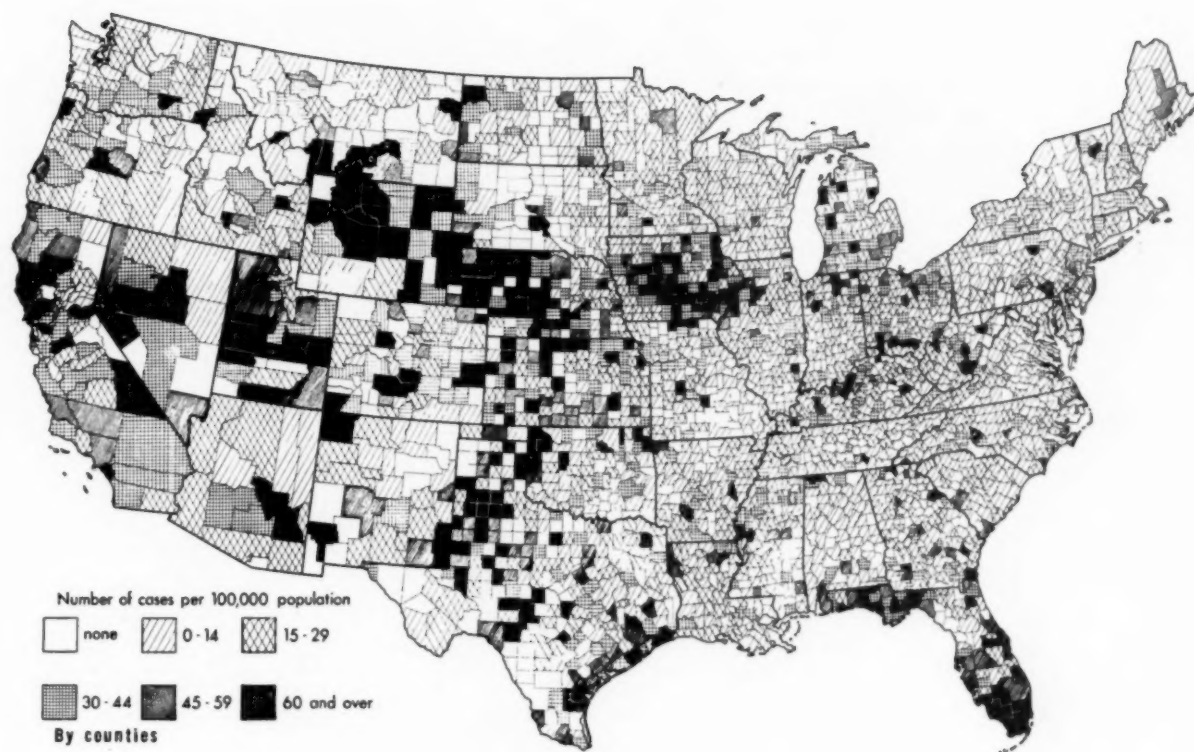 Number of cases per 100,000 population
none 0 - 14 15 - 29
30 - 44 45 - 59 60 and over
By counties